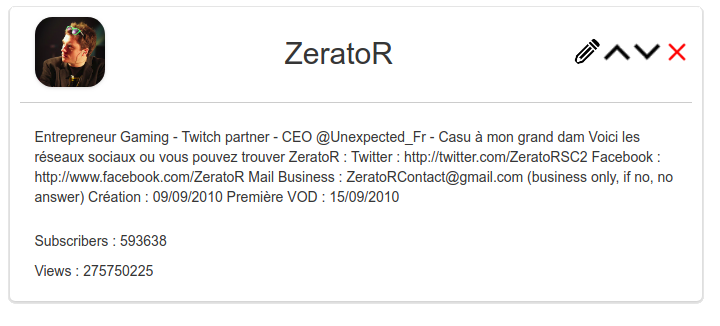 ZeratoR
Entrepreneur Gaming - Twitch partner - CEO @Unexpected_Fr - Casu à mon grand dam Voici les
réseaux sociaux ou vous pouvez trouver ZeratoR : Twitter : http://twitter.com/ZeratoRSC2 Facebook :
http://www.facebook.com/ZeratoR Mail Business : ZeratoRContact@gmail.com (business only, if no, no
answer) Création : 09/09/2010 Première VOD : 15/09/2010
Subscribers : 593638
Views : 275750225